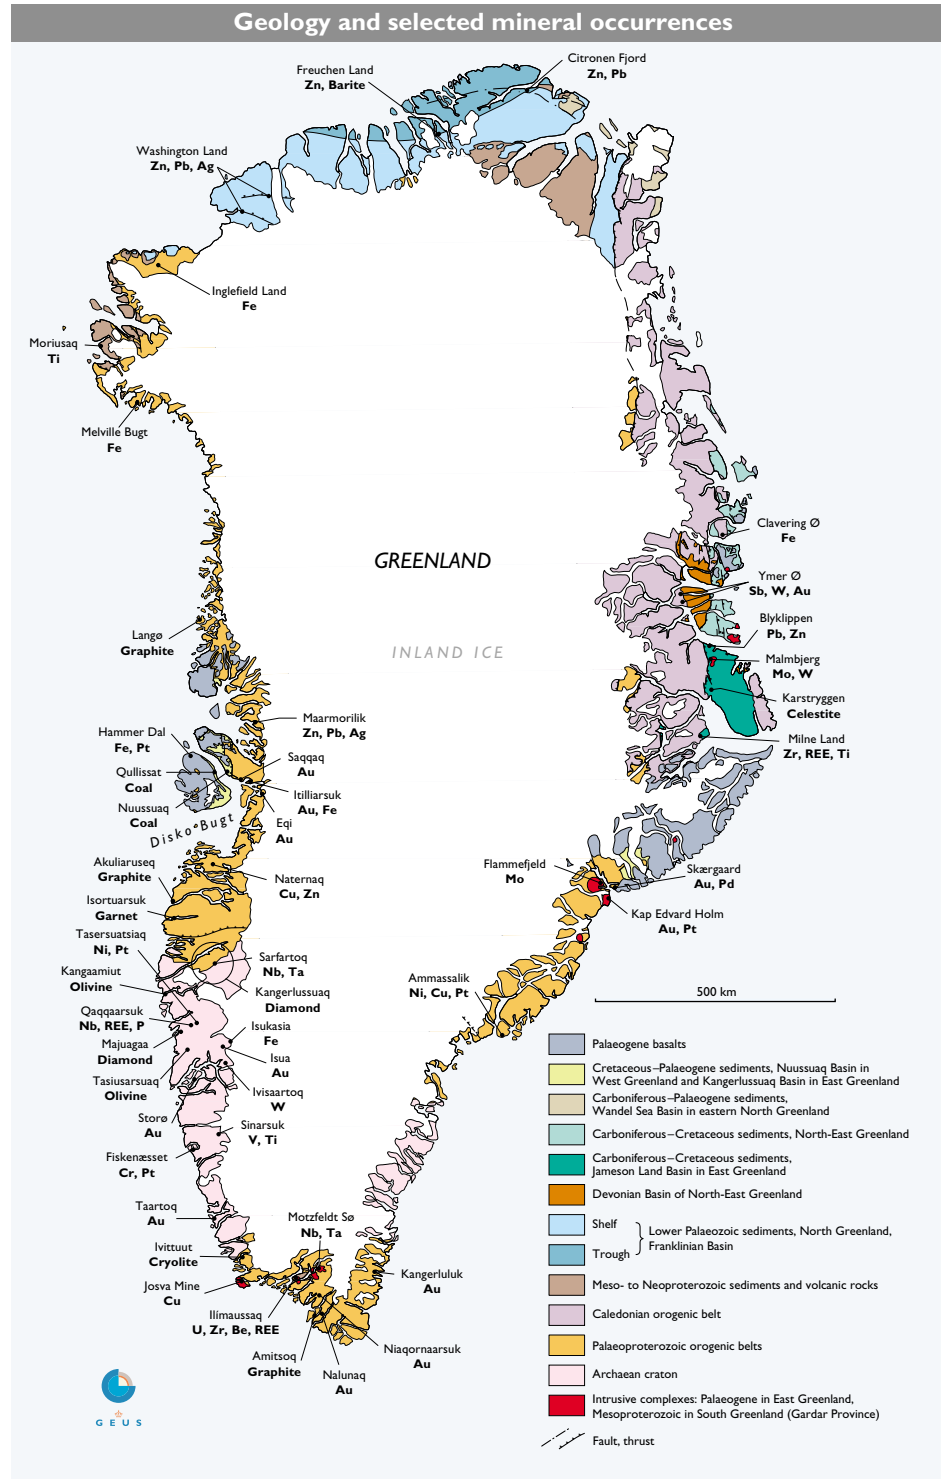 Geology and selected mineral occurrences
Citronen Fjord
Zn, Pb
Freuchen Land
Zn, Barite
Washington Land
Zn, Pb, Ag
Inglefield Land
Fe
Moriusaq
Ti
Melville Bugt
Fe
Clavering Ø
Fe
GREENLAND
Ymer Ø
Sb, W, Au
Blyklippen
Pb, Zn
Langø
Graphite
INLAND ICE
Malmbjerg
Mo, W
Karstryggen
Celestite
Maarmorilik
Zn, Pb, Ag
Hammer Dal
Fe, Pt
Milne Land
Zr, REE, Ti
Saqqaq
Au
Qullissat
Coal
Itilliarsuk
Au, Fe
Nuussuaq
Coal
Eqi
Au
Disko Bugt
Akuliaruseq
Graphite
Naternaq
Cu, Zn
Flammefjeld
Mo
Skærgaard
Au, Pd
Isortuarsuk
Garnet
Kap Edvard Holm
Au, Pt
Tasersuatsiaq
Ni, Pt
Sarfartoq
Nb, Ta
Kangaamiut
Olivine
Kangerlussuaq
Diamond
Ammassalik
Ni, Cu, Pt
500 km
Qaqqaarsuk
Nb, REE, P
Isukasia
Fe
Majuagaa
Diamond
Isua
Au
Tasiusarsuaq
Olivine
Ivisaartoq
W
Storø
Au
Sinarsuk
V, Ti
Fiskenæsset
Cr, Pt
Taartoq
Au
Motzfeldt Sø
Nb, Ta
Ivittuut
Cryolite
Kangerluluk
Au
Josva Mine
Cu
Ilímaussaq
U, Zr, Be, REE
Niaqornaarsuk
Au
Amitsoq
Graphite
Nalunaq
Au
Palaeogene basalts
Cretaceous–Palaeogene sediments, Nuussuaq Basin in
West Greenland and Kangerlussuaq Basin in East Greenland
Carboniferous–Palaeogene sediments,
Wandel Sea Basin in eastern North Greenland
Carboniferous–Cretaceous sediments, North-East Greenland
Carboniferous–Cretaceous sediments,
Jameson Land Basin in East Greenland
Devonian Basin of North-East Greenland
Shelf
Trough
Lower Palaeozoic sediments, North Greenland,
Franklinian Basin
Meso- to Neoproterozoic sediments and volcanic rocks
Caledonian orogenic belt
Palaeoproterozoic orogenic belts
Archaean craton
Intrusive complexes: Palaeogene in East Greenland,
Mesoproterozoic in South Greenland (Gardar Province)
Fault, thrust
GEUS